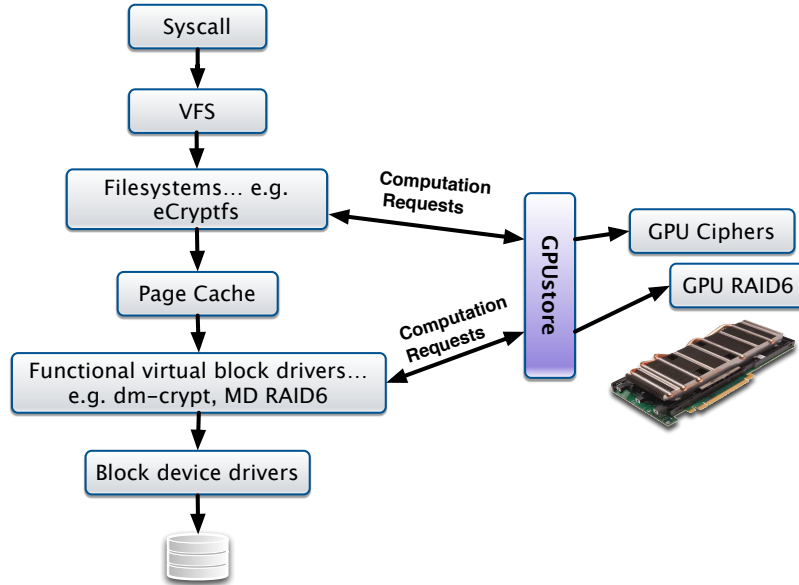 Syscall
VFS
Filesystems... e.g.
eCryptfs
Computation
Requests
GPUstore
GPU Ciphers
GPU RAID6
Page Cache
Computation
Requests
Functional virtual block drivers...
e.g. dm-crypt, MD RAID6
Block device drivers